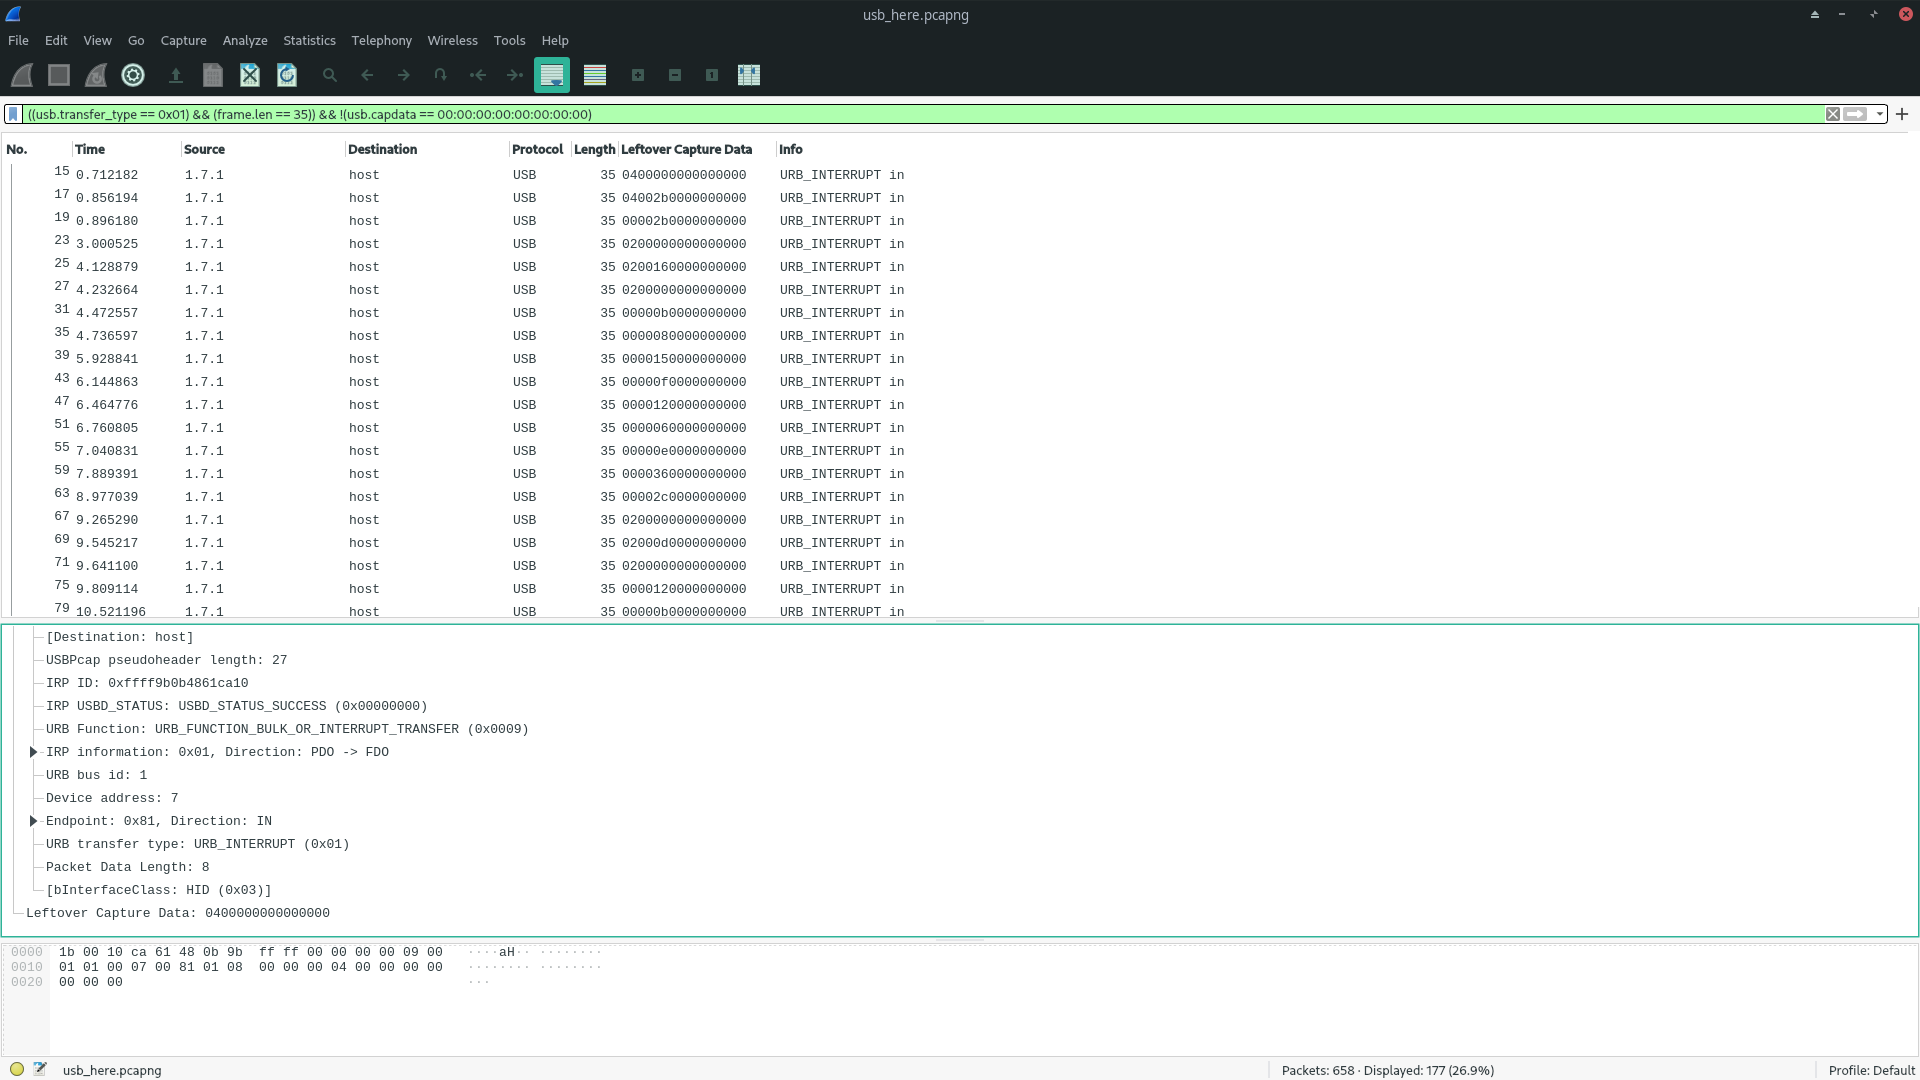 usb_here.pcapng
File Edit View Go Capture Analyze Statistics Telephony Wireless Tools Help
((usb.transfer_type == 0x01) && (frame.len == 35)) && !(usb.capdata == 00:00:00:00:00:00:00:00)
No. Time Source Destination Protocol Length Leftover Capture Data Info
15 0.712182 1.7.1 host USB 35 0400000000000000 URB_INTERRUPT in
17 0.856194 1.7.1 host USB 35 04002b0000000000 URB_INTERRUPT in
19 0.896180 1.7.1 host USB 35 00002b0000000000 URB_INTERRUPT in
23 3.000525 1.7.1 host USB 35 0200000000000000 URB_INTERRUPT in
25 4.128879 1.7.1 host USB 35 0200160000000000 URB_INTERRUPT in
27 4.232664 1.7.1 host USB 35 0200000000000000 URB_INTERRUPT in
31 4.472557 1.7.1 host USB 35 00000b0000000000 URB_INTERRUPT in
35 4.736597 1.7.1 host USB 35 0000080000000000 URB_INTERRUPT in
39 5.928841 1.7.1 host USB 35 0000150000000000 URB_INTERRUPT in
43 6.144863 1.7.1 host USB 35 00000f0000000000 URB_INTERRUPT in
47 6.464776 1.7.1 host USB 35 0000120000000000 URB_INTERRUPT in
51 6.760805 1.7.1 host USB 35 0000060000000000 URB_INTERRUPT in
55 7.040831 1.7.1 host USB 35 00000e0000000000 URB_INTERRUPT in
59 7.889391 1.7.1 host USB 35 0000360000000000 URB_INTERRUPT in
63 8.977039 1.7.1 host USB 35 00002c0000000000 URB_INTERRUPT in
67 9.265290 1.7.1 host USB 35 0200000000000000 URB_INTERRUPT in
69 9.545217 1.7.1 host USB 35 02000d0000000000 URB_INTERRUPT in
71 9.641100 1.7.1 host USB 35 0200000000000000 URB_INTERRUPT in
75 9.809114 1.7.1 host USB 35 0000120000000000 URB_INTERRUPT in
79 10.521196 1.7.1 host USB 35 00000b0000000000 URB_INTERRUPT in
[Destination: host]
USBPcap pseudoheader length: 27
IRP ID: 0xffff9b0b4861ca10
IRP USBD_STATUS: USBD_STATUS_SUCCESS (0x00000000)
URB Function: URB_FUNCTION_BULK_OR_INTERRUPT_TRANSFER (0x0009)
IRP information: 0x01, Direction: PDO -> FDO
URB bus id: 1
Device address: 7
Endpoint: 0x81, Direction: IN
URB transfer type: URB_INTERRUPT (0x01)
Packet Data Length: 8
[bInterfaceClass: HID (0x03)]
Leftover Capture Data: 0400000000000000
0000 1b 00 10 ca 61 48 0b 9b ff ff 00 00 00 00 09 00 ····aH·· ········
0010 01 01 00 07 00 81 01 08 00 00 00 04 00 00 00 00 ········ ········
0020 00 00 00 ···
usb_here.pcapng Packets: 658 · Displayed: 177 (26.9%) Profile: Default